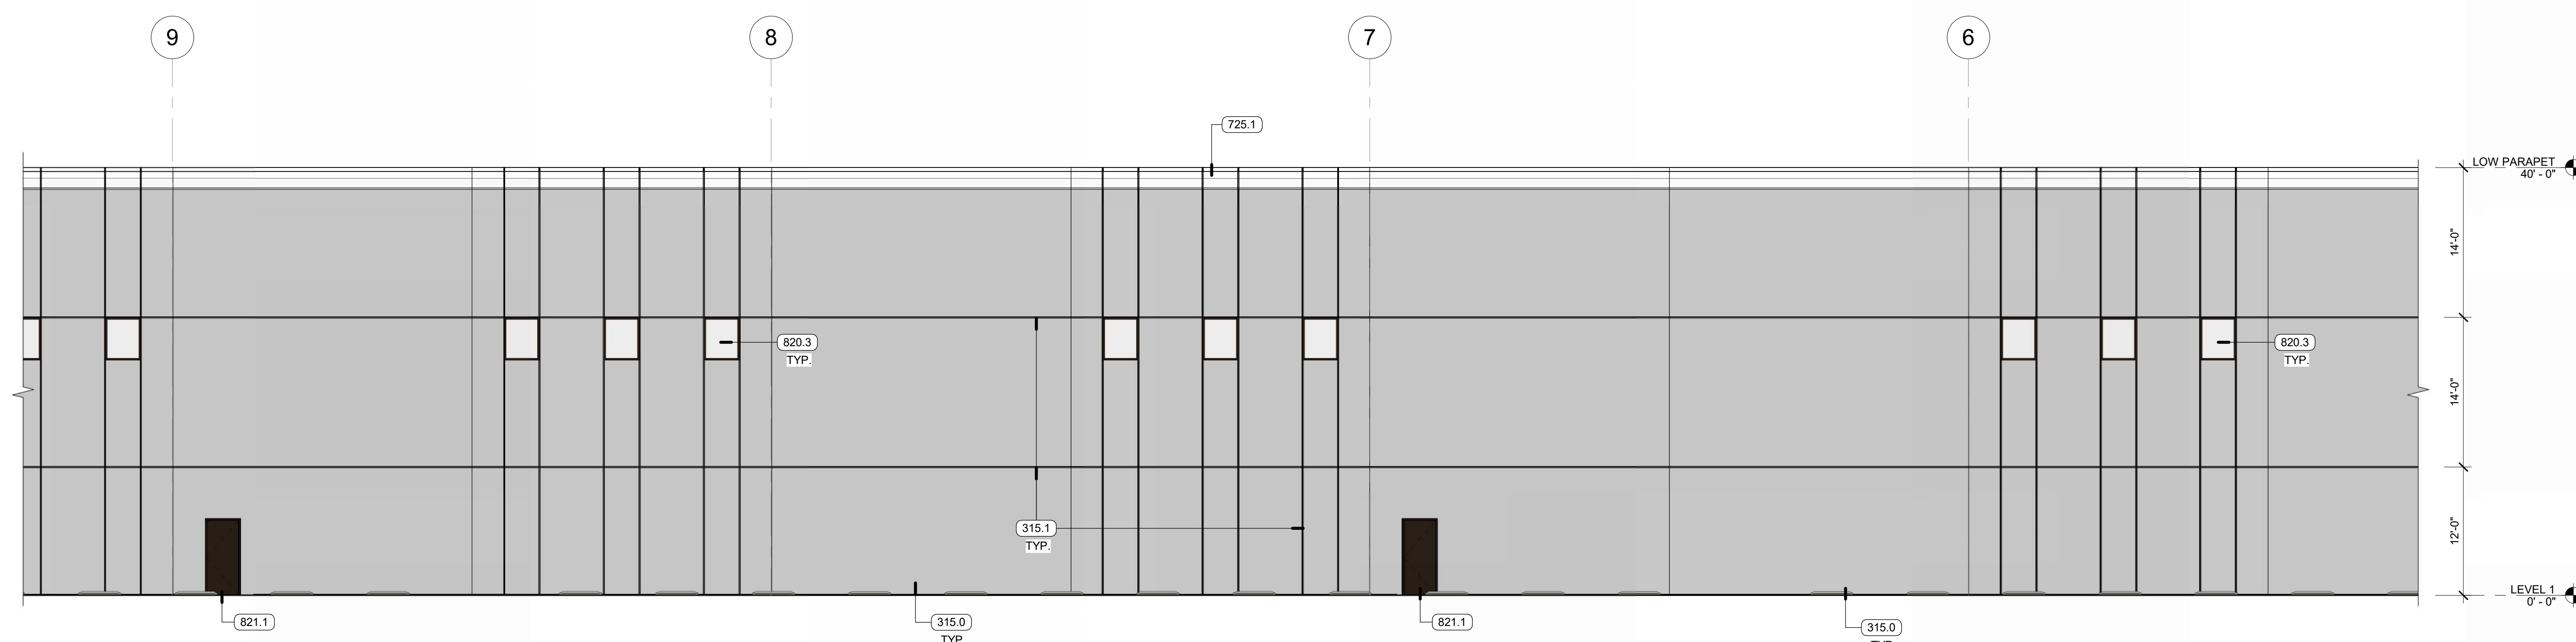 9
8
7
6
725.1
LOW PARAPET
40' - 0"
14'-0"
820.3
TYP.
820.3
TYP.
14'-0"
315.1
TYP.
12'-0"
LEVEL 1
0' - 0"
821.1
315.0
TYP.
821.1
315.0
TYP.